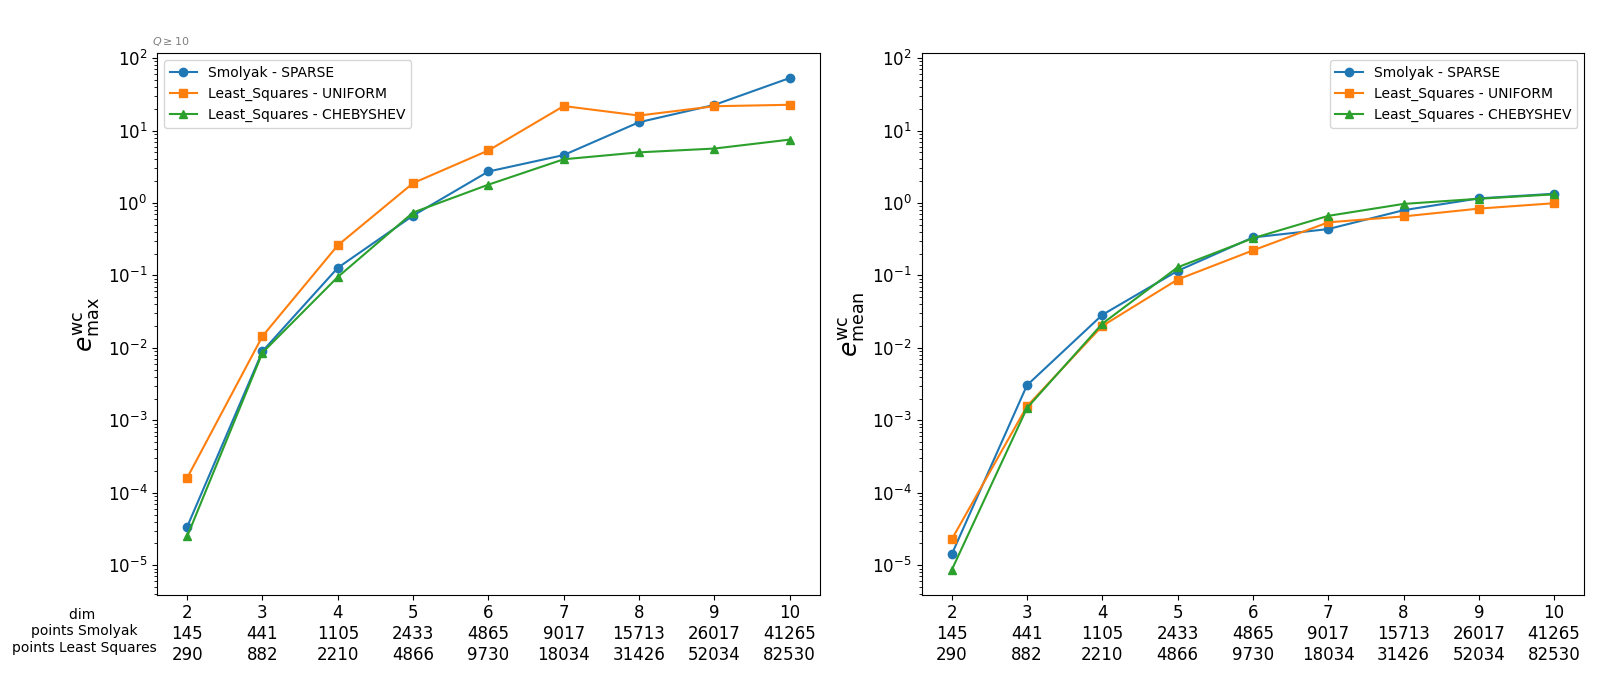 Q ≥ 10
10² 10¹ 10⁰ 10⁻¹ 10⁻² 10⁻³ 10⁻⁴ 10⁻⁵
e wc max
Smolyak - SPARSE
Least_Squares - UNIFORM
Least_Squares - CHEBYSHEV
dim 2 3 4 5 6 7 8 9 10
points Smolyak 145 441 1105 2433 4865 9017 15713 26017 41265
points Least Squares 290 882 2210 4866 9730 18034 31426 52034 82530
10² 10¹ 10⁰ 10⁻¹ 10⁻² 10⁻³ 10⁻⁴ 10⁻⁵
e wc mean
Smolyak - SPARSE
Least_Squares - UNIFORM
Least_Squares - CHEBYSHEV
2 3 4 5 6 7 8 9 10
145 441 1105 2433 4865 9017 15713 26017 41265
290 882 2210 4866 9730 18034 31426 52034 82530